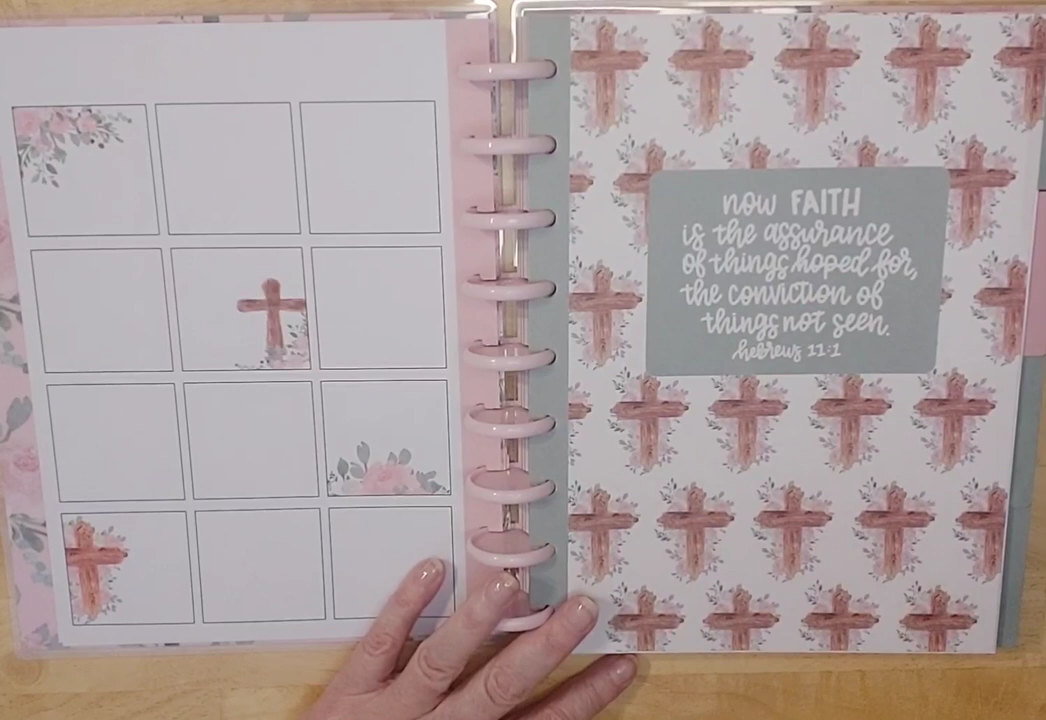 now FAITH
is the assurance
of things hoped for,
the conviction of
things not seen.
hebrews 11:1